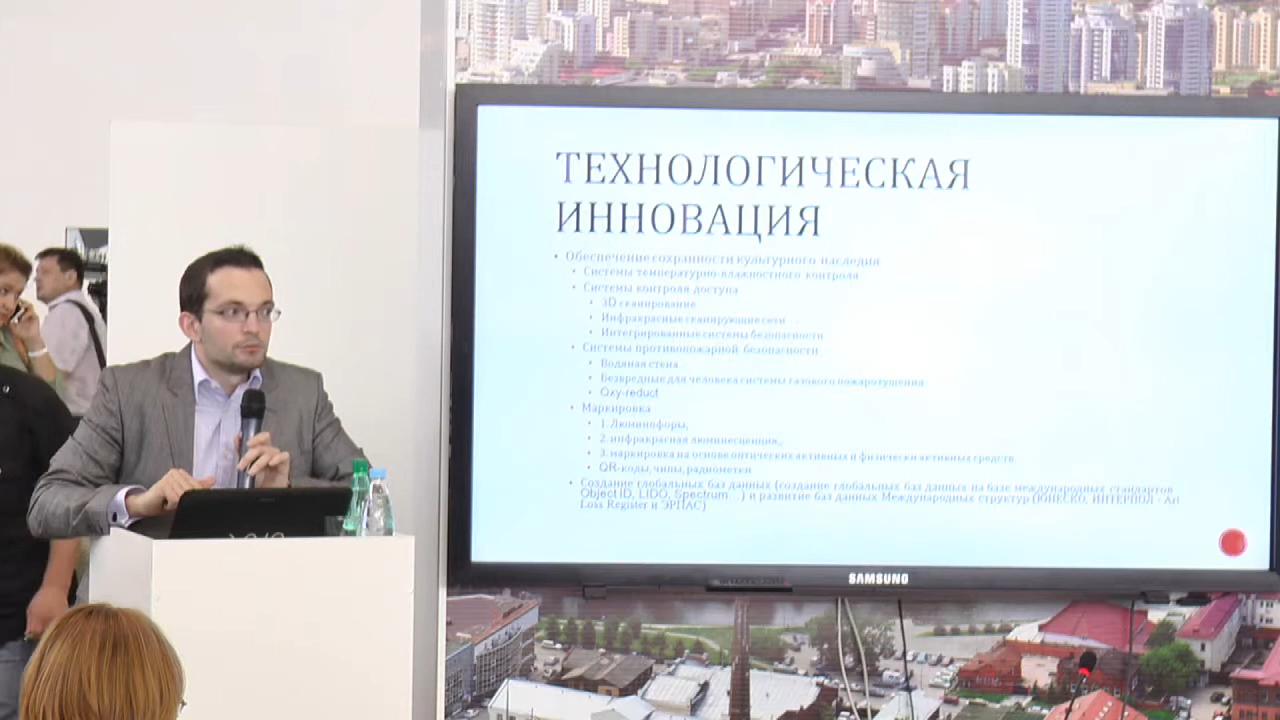 ТЕХНОЛОГИЧЕСКАЯ
ИННОВАЦИЯ
• Обеспечение сохранности культурного наследия
• Системы температурно-влажностного контроля
• Системы контроля доступа
• 3D сканирование
• Инфракрасные сканирующие сети
• Интегрированные системы безопасности
• Системы противопожарной безопасности
• Водяная стена
• Безвредные для человека системы газового пожаротушения
• Oxy-reduct
• Маркировка
• 1. Люминофоры,
• 2. инфракрасная люминесценция,
• 3. маркировка на основе оптических активных и физически активных средств
• QR-коды, чипы, радиометки
• Создание глобальных баз данных (создание глобальных баз данных на базе международных стандартов
Object ID, LIDO, Spectrum ...) и развитие баз данных Международных структур (ЮНЕСКО, ИНТЕРПОЛ - Art
Loss Register и ЭРПАС)
SAMSUNG